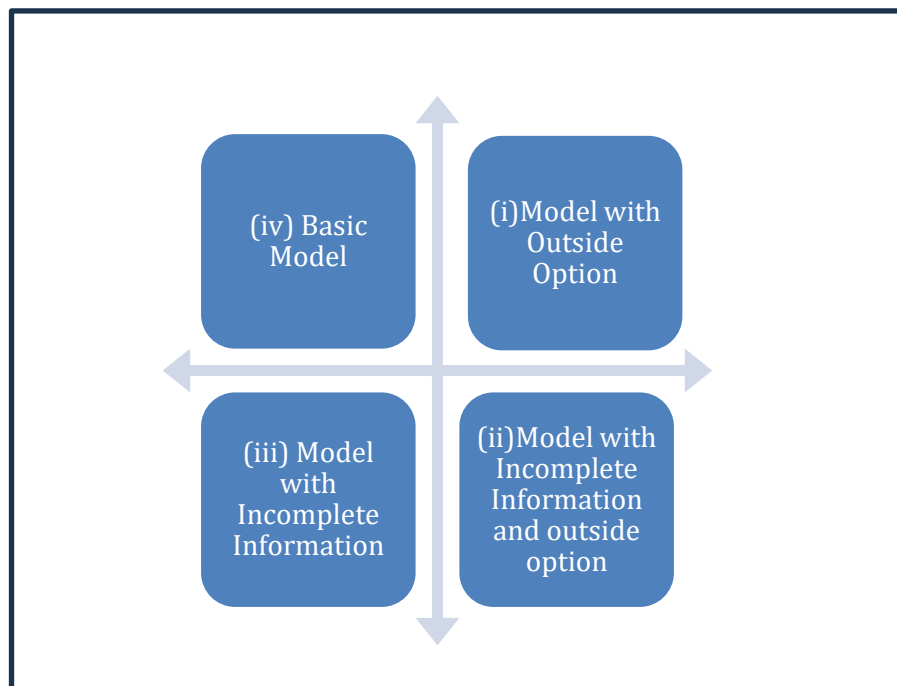 (iv) Basic
Model
(i)Model with
Outside
Option
(iii) Model
with
Incomplete
Information
(ii)Model with
Incomplete
Information
and outside
option